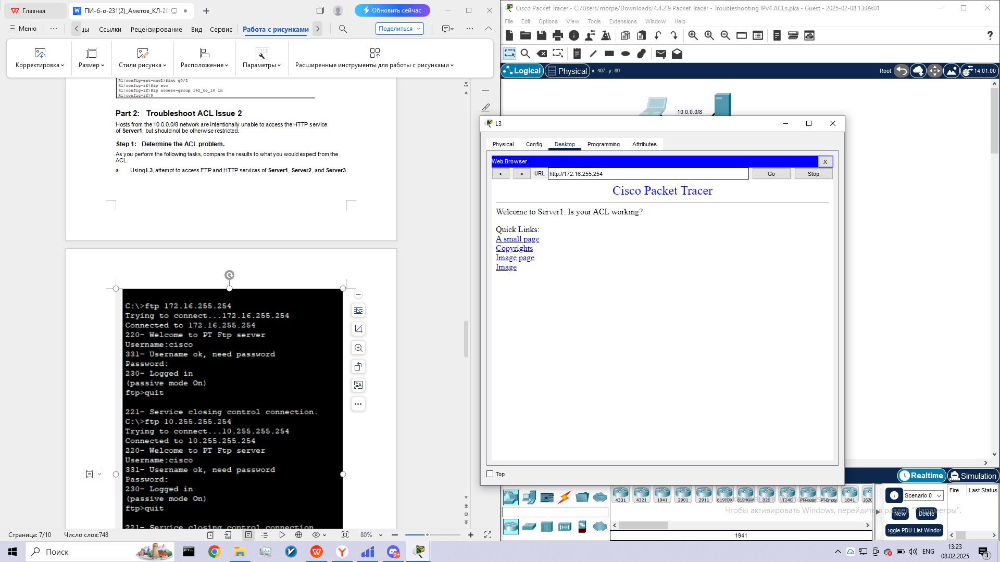 Главная
ПИ-6-о-231(2)_Аметов_КЛ-20
Обновить сейчас
Меню
цы
Ссылки
Рецензирование
Вид
Сервис
Работа с рисунками
Поделиться
Корректировка
Размер
Стили рисунка
Расположение
Параметры
Расширенные инструменты для работы с рисунками
R1(config-ext-nacl)#int g0/2
R1(config-if)#ip acc
R1(config-if)#ip access-group 192_to_10 in
R1(config-if)#
Part 2: Troubleshoot ACL Issue 2
Hosts from the 10.0.0.0/8 network are intentionally unable to access the HTTP service
of Server1, but should not be otherwise restricted.
Step 1: Determine the ACL problem.
As you perform the following tasks, compare the results to what you would expect from the
ACL.
a. Using L3, attempt to access FTP and HTTP services of Server1, Server2, and Server3.
C:\>ftp 172.16.255.254
Trying to connect...172.16.255.254
Connected to 172.16.255.254
220- Welcome to PT Ftp server
Username:cisco
331- Username ok, need password
Password:
230- Logged in
(passive mode On)
ftp>quit
221- Service closing control connection.
C:\>ftp 10.255.255.254
Trying to connect...10.255.255.254
Connected to 10.255.255.254
220- Welcome to PT Ftp server
Username:cisco
331- Username ok, need password
Password:
230- Logged in
(passive mode On)
ftp>quit
221- Service closing control connection.
Страница: 7/10
Число слов:748
80%
Cisco Packet Tracer - C:/Users/morpe/Downloads/4.4.2.9 Packet Tracer - Troubleshooting IPv4 ACLs.pka - Guest - 2025-02-08 13:09:01
File Edit Options View Tools Extensions Window Help
Logical
Physical
x: 407, y: 66
Root
14:01:00
10.0.0.0/8
L3
Physical Config Desktop Programming Attributes
Web Browser
X
< > URL http://172.16.255.254 Go Stop
Cisco Packet Tracer
Welcome to Server1. Is your ACL working?
Quick Links:
A small page
Copyrights
Image page
Image
Top
Realtime
Simulation
4331 4321 1941 2901 2911 819IOX 819HGW 829 1240 PT-Router PT-Empty 1841 2620
Scenario 0
Fire
Last Status
New
Delete
oggle PDU List Windo
Чтобы активировать Windows, перейдите в раздел "Параметры".
1941
Поиск
9+
ENG
13:23
08.02.2025
3